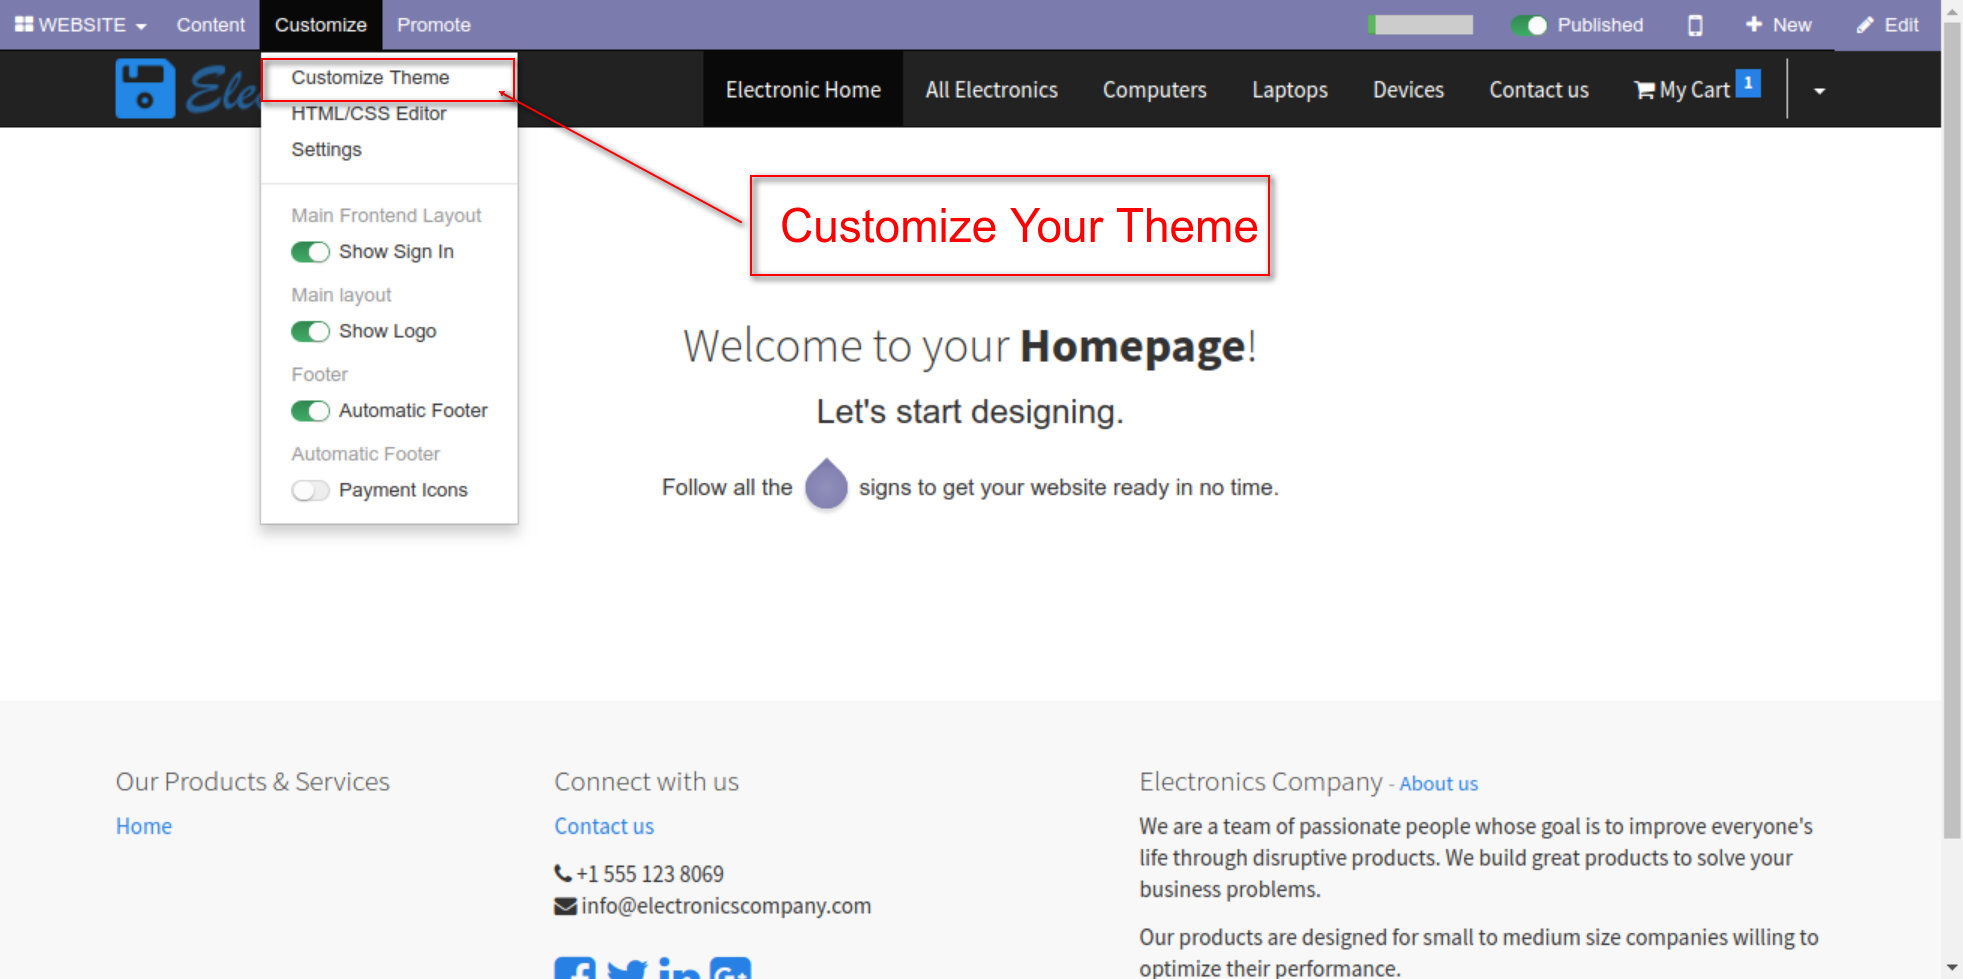 WEBSITE Content Customize Promote Published New Edit
Electronic Home All Electronics Computers Laptops Devices Contact us My Cart 1
Customize Theme
HTML/CSS Editor
Settings
Main Frontend Layout
Show Sign In
Main layout
Show Logo
Footer
Automatic Footer
Automatic Footer
Payment Icons
Customize Your Theme
Welcome to your Homepage!
Let's start designing.
Follow all the signs to get your website ready in no time.
Our Products & Services
Home
Connect with us
Contact us
+1 555 123 8069
info@electronicscompany.com
Electronics Company - About us
We are a team of passionate people whose goal is to improve everyone's
life through disruptive products. We build great products to solve your
business problems.
Our products are designed for small to medium size companies willing to
optimize their performance.